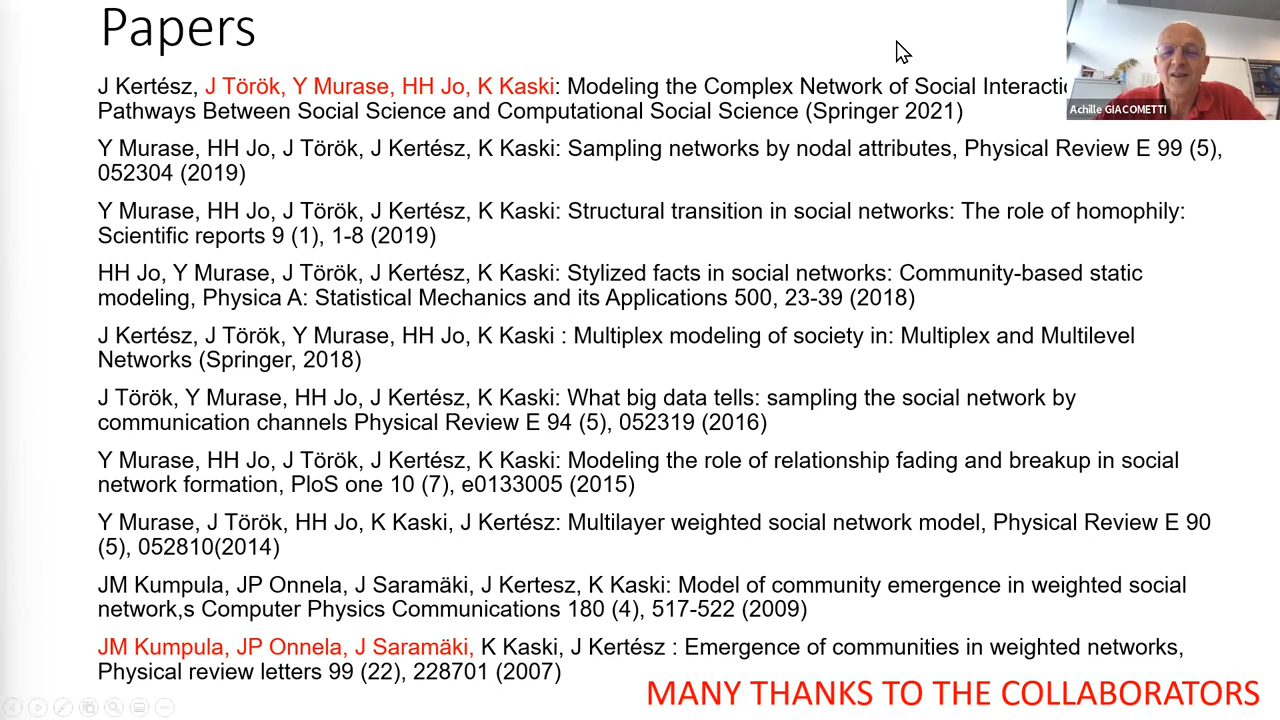 Papers
J Kertész, J Török, Y Murase, HH Jo, K Kaski: Modeling the Complex Network of Social
Pathways Between Social Science and Computational Social Science (Springer 2021)
Achille GIACOMETTI
Y Murase, HH Jo, J Török, J Kertész, K Kaski: Sampling networks by nodal attributes, Physical Review E 99 (5),
052304 (2019)
Y Murase, HH Jo, J Török, J Kertész, K Kaski: Structural transition in social networks: The role of homophily:
Scientific reports 9 (1), 1-8 (2019)
HH Jo, Y Murase, J Török, J Kertész, K Kaski: Stylized facts in social networks: Community-based static
modeling, Physica A: Statistical Mechanics and its Applications 500, 23-39 (2018)
J Kertész, J Török, Y Murase, HH Jo, K Kaski : Multiplex modeling of society in: Multiplex and Multilevel
Networks (Springer, 2018)
J Török, Y Murase, HH Jo, J Kertész, K Kaski: What big data tells: sampling the social network by
communication channels Physical Review E 94 (5), 052319 (2016)
Y Murase, HH Jo, J Török, J Kertész, K Kaski: Modeling the role of relationship fading and breakup in social
network formation, PloS one 10 (7), e0133005 (2015)
Y Murase, J Török, HH Jo, K Kaski, J Kertész: Multilayer weighted social network model, Physical Review E 90
(5), 052810(2014)
JM Kumpula, JP Onnela, J Saramäki, J Kertesz, K Kaski: Model of community emergence in weighted social
network,s Computer Physics Communications 180 (4), 517-522 (2009)
JM Kumpula, JP Onnela, J Saramäki, K Kaski, J Kertész : Emergence of communities in weighted networks,
Physical review letters 99 (22), 228701 (2007)
MANY THANKS TO THE COLLABORATORS